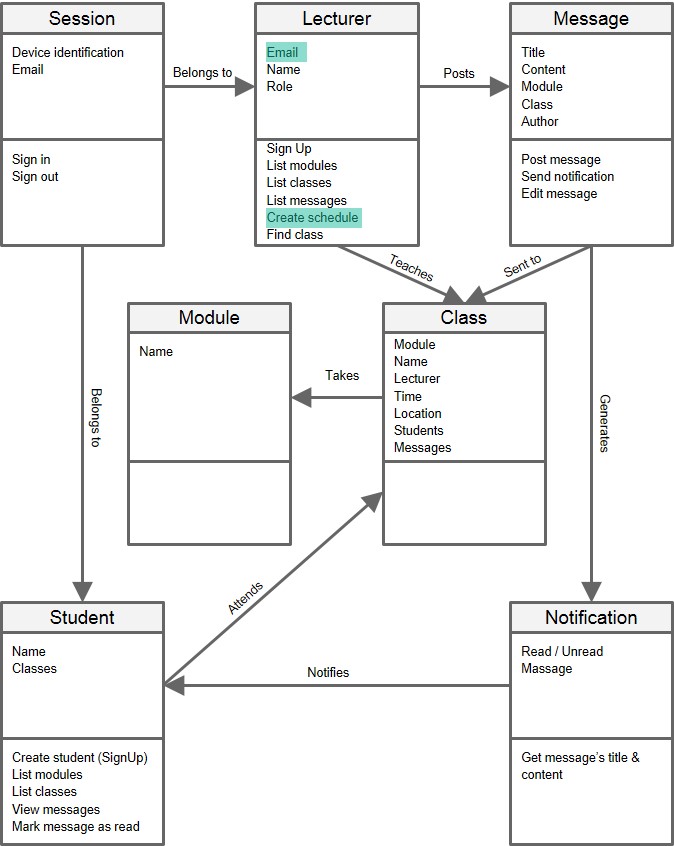 Session
Device identification
Email
Sign in
Sign out
Belongs to
Lecturer
Email
Name
Role
Sign Up
List modules
List classes
List messages
Create schedule
Find class
Posts
Message
Title
Content
Module
Class
Author
Post message
Send notification
Edit message
Teaches
Sent to
Module
Name
Takes
Class
Module
Name
Lecturer
Time
Location
Students
Messages
Belongs to
Generates
Attends
Student
Name
Classes
Create student (SignUp)
List modules
List classes
View messages
Mark message as read
Notifies
Notification
Read / Unread
Massage
Get message's title &
content